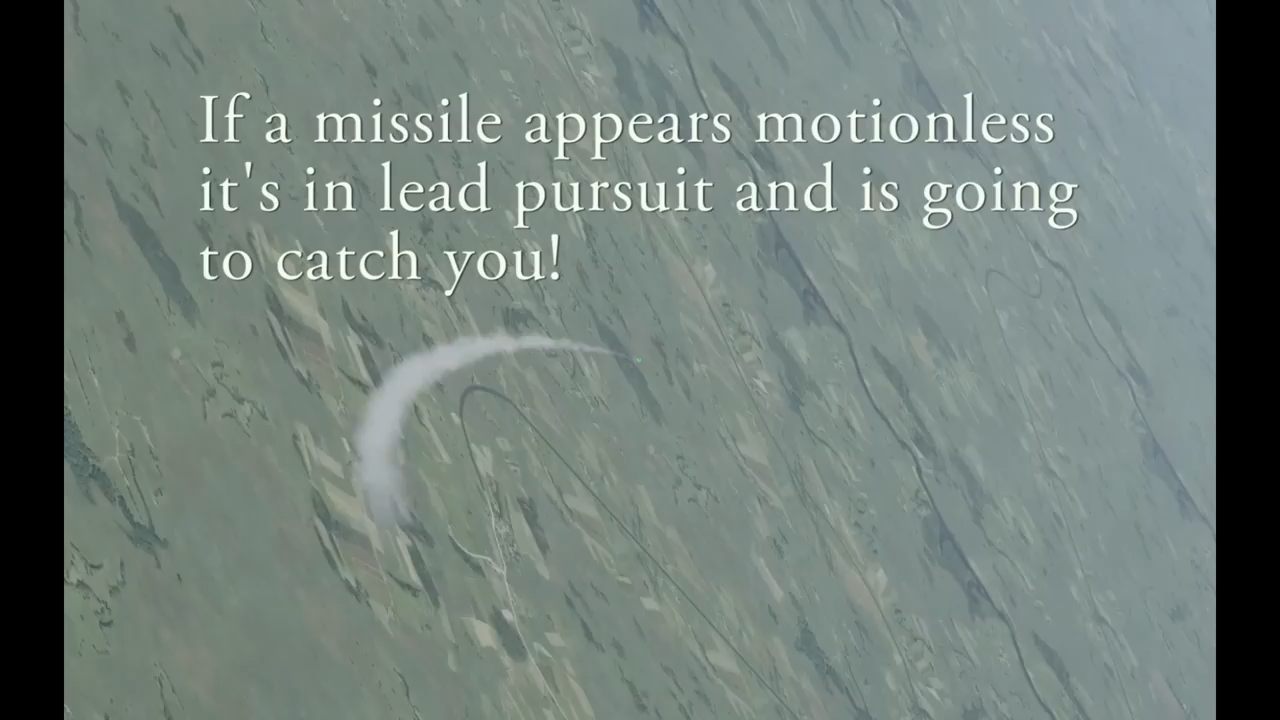 If a missile appears motionless
it's in lead pursuit and is going
to catch you!